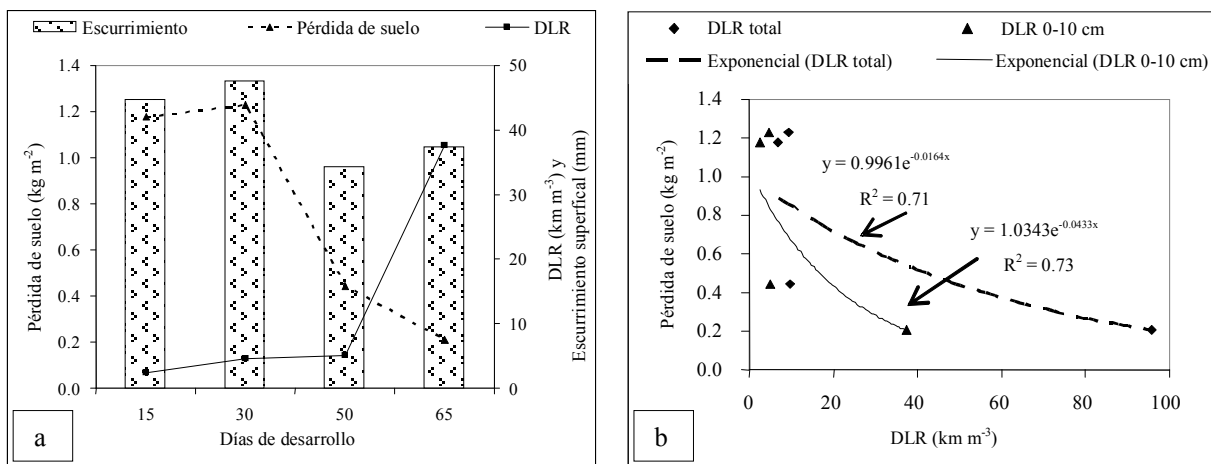 Escurrimiento Pérdida de suelo DLR
Pérdida de suelo (kg m-2)
1.4
1.2
1.0
0.8
0.6
0.4
0.2
0.0
50
40
30
20
10
0
DLR (km m-3) y
Escurrimiento superfical (mm)
15 30 50 65
Días de desarrollo
a
DLR total DLR 0-10 cm
Exponencial (DLR total) Exponencial (DLR 0-10 cm)
Pérdida de suelo (kg m-2)
1.4
1.2
1.0
0.8
0.6
0.4
0.2
0.0
y = 0.9961e-0.0164x
R2 = 0.71
y = 1.0343e-0.0433x
R2 = 0.73
0 20 40 60 80 100
DLR (km m-3)
b